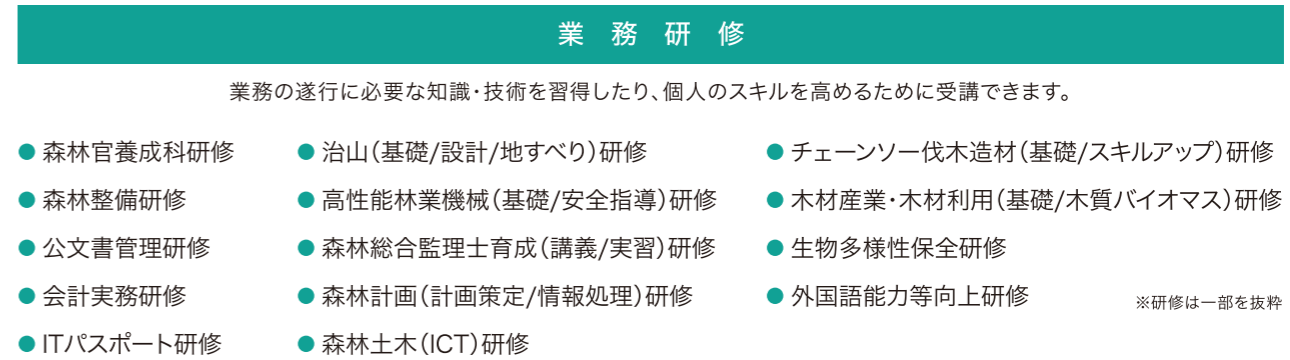 業務研修
業務の遂行に必要な知識・技術を習得したり、個人のスキルを高めるために受講できます。
● 森林官養成科研修
● 森林整備研修
● 公文書管理研修
● 会計実務研修
● ITパスポート研修
● 治山(基礎/設計/地すべり)研修
● 高性能林業機械(基礎/安全指導)研修
● 森林総合監理士育成(講義/実習)研修
● 森林計画(計画策定/情報処理)研修
● 森林土木(ICT)研修
● チェーンソー伐木造材(基礎/スキルアップ)研修
● 木材産業・木材利用(基礎/木質バイオマス)研修
● 生物多様性保全研修
● 外国語能力等向上研修
※研修は一部を抜粋